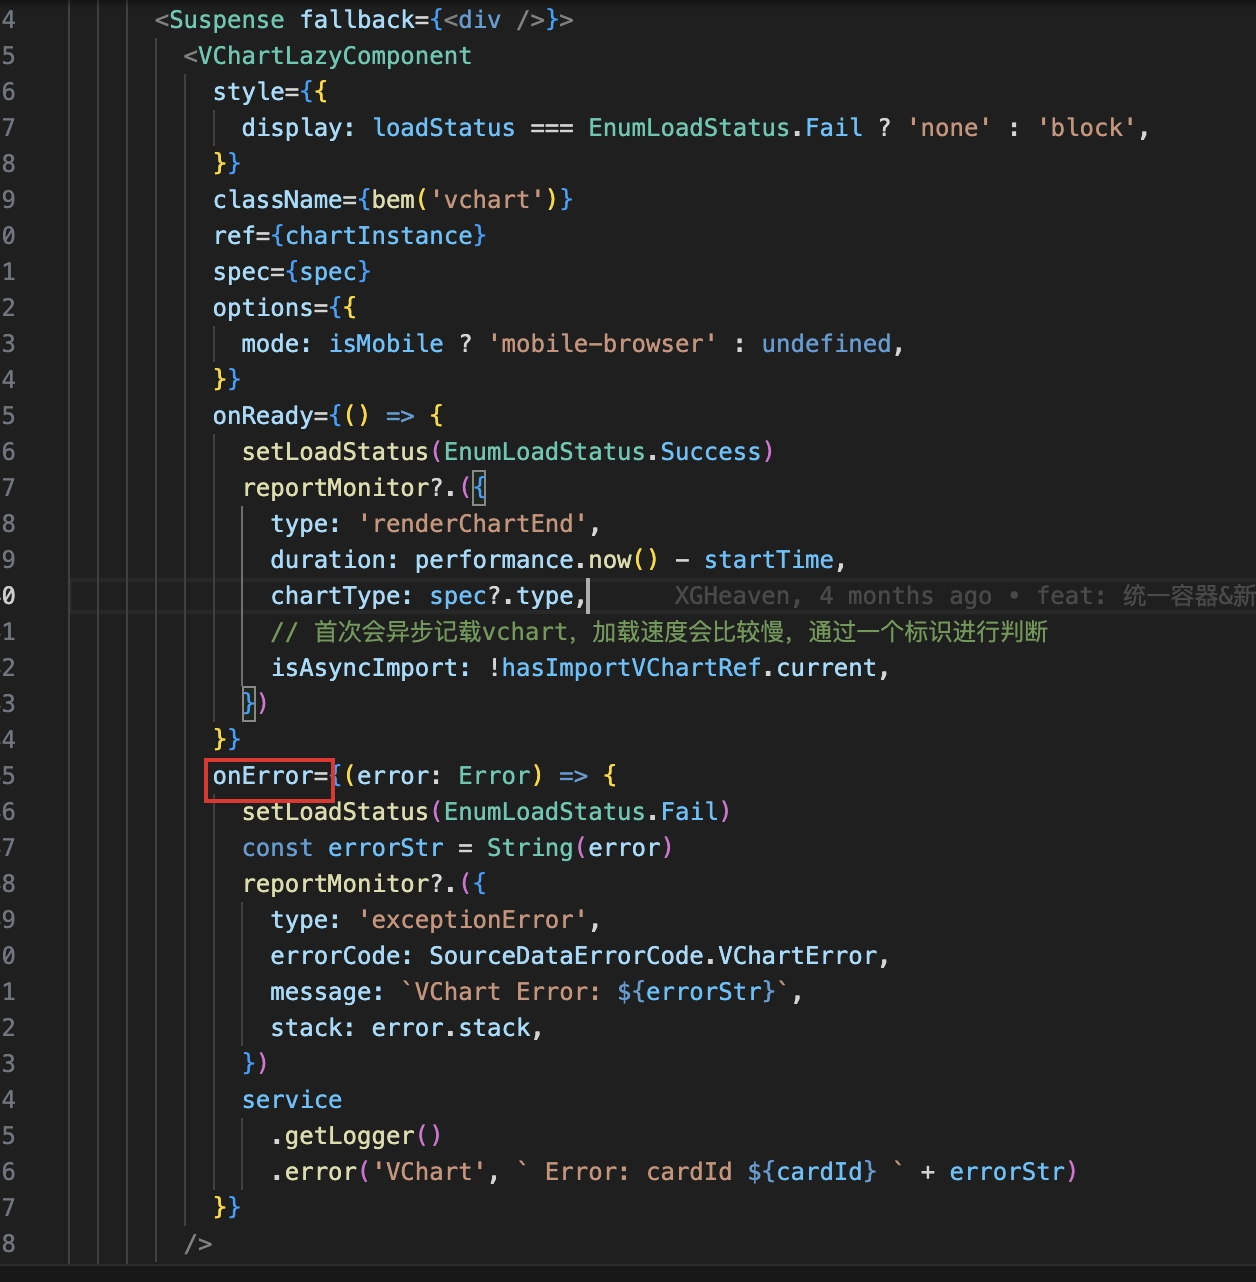 4 <Suspense fallback={<div />}>
5 <VChartLazyComponent
6 style={{
7 display: loadStatus === EnumLoadStatus.Fail ? 'none' : 'block',
8 }}
9 className={bem('vchart')}
0 ref={chartInstance}
1 spec={spec}
2 options={{
3 mode: isMobile ? 'mobile-browser' : undefined,
4 }}
5 onReady={() => {
6 setLoadStatus(EnumLoadStatus.Success)
7 reportMonitor?.({
8 type: 'renderChartEnd',
9 duration: performance.now() - startTime,
0 chartType: spec?.type, XGHeaven, 4 months ago • feat: 统一容器&新
1 // 首次会异步记载vchart，加载速度会比较慢，通过一个标识进行判断
2 isAsyncImport: !hasImportVChartRef.current,
3 })
4 }}
5 onError={(error: Error) => {
6 setLoadStatus(EnumLoadStatus.Fail)
7 const errorStr = String(error)
8 reportMonitor?.({
9 type: 'exceptionError',
0 errorCode: SourceDataErrorCode.VChartError,
1 message: `VChart Error: ${errorStr}`,
2 stack: error.stack,
3 })
4 service
5 .getLogger()
6 .error('VChart', ` Error: cardId ${cardId} ` + errorStr)
7 }}
8 />